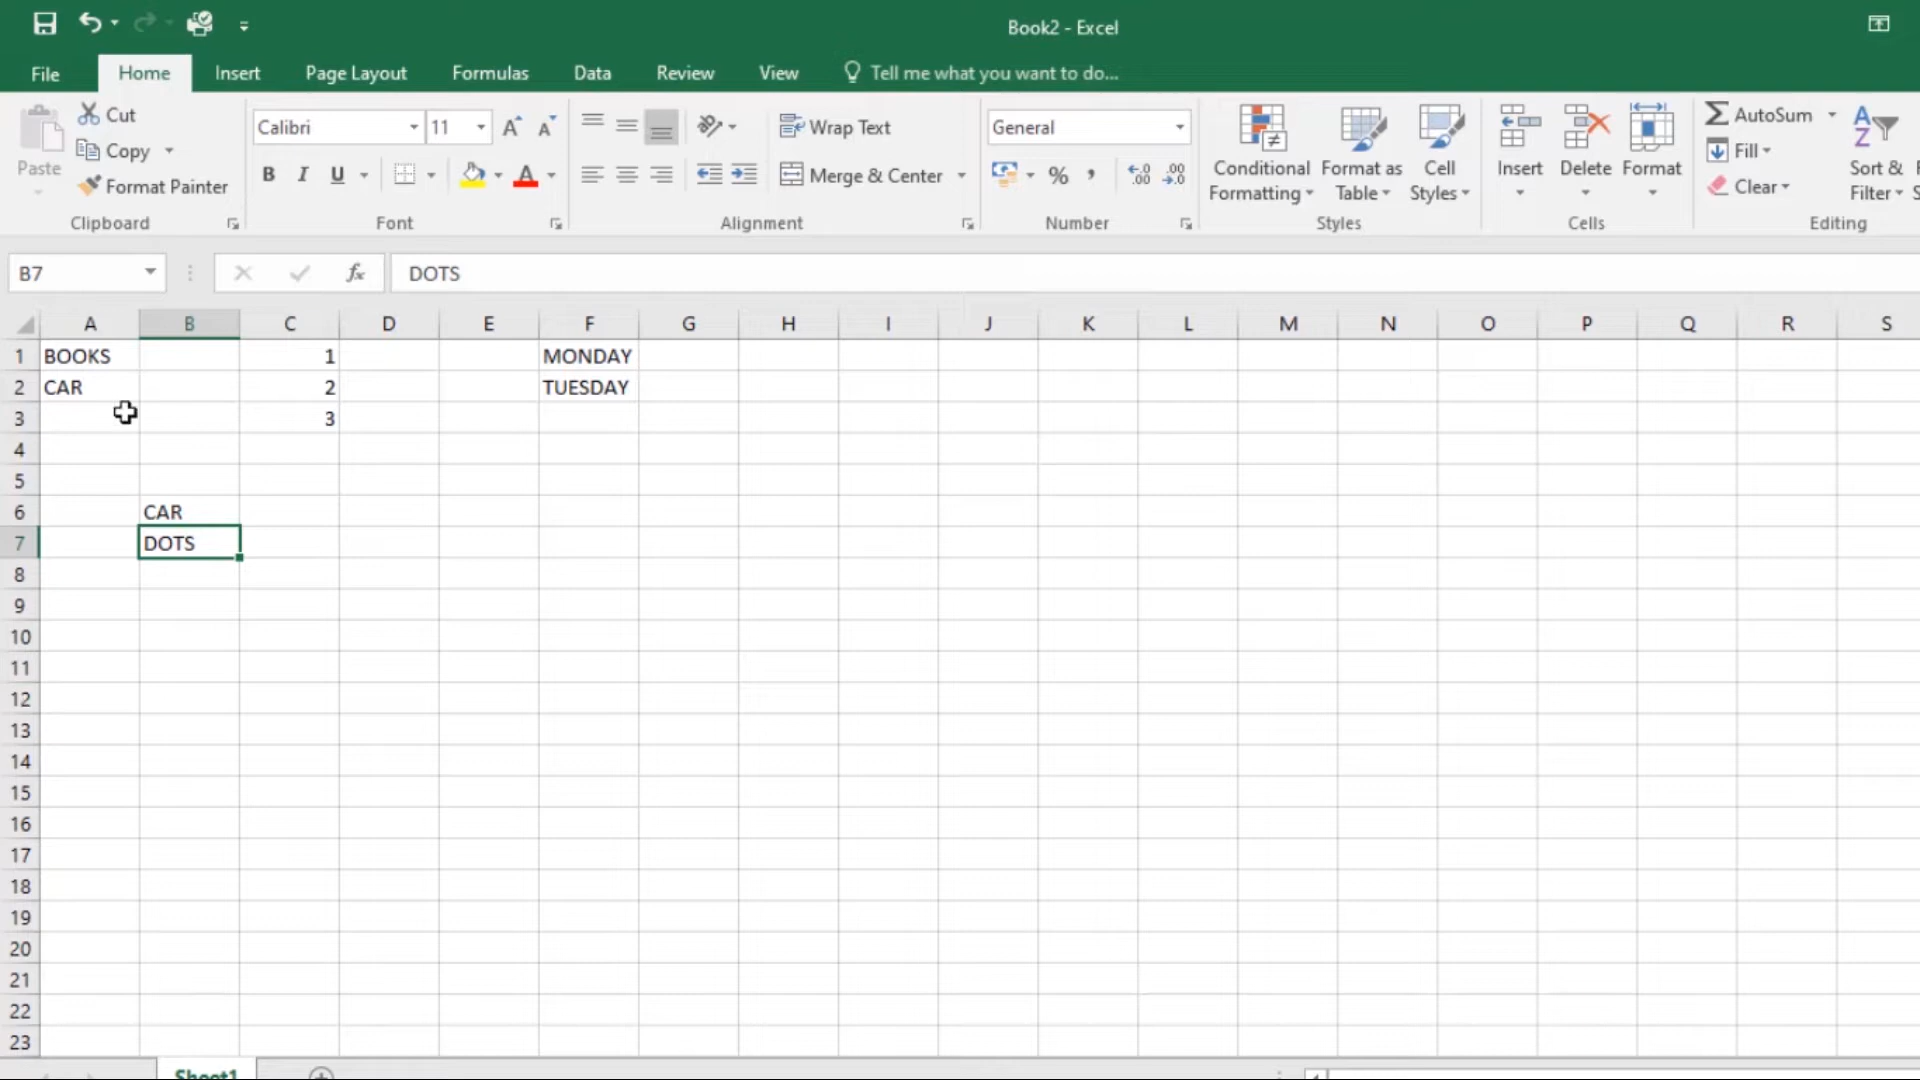 Book2 - Excel
File Home Insert Page Layout Formulas Data Review View Tell me what you want to do...
Paste Cut Copy Format Painter
Clipboard
Calibri 11
B I U A
Font
Wrap Text
Merge & Center
Alignment
General
% ,
Number
Conditional Formatting
Format as Table
Cell Styles
Styles
Insert Delete Format
Cells
AutoSum
Fill
Clear
Sort & Filter
Editing
B7 fx DOTS
A B C D E F G H I J K L M N O P Q R S
1 BOOKS 1 MONDAY
2 CAR 2 TUESDAY
3 3
4
5
6 CAR
7 DOTS
8
9
10
11
12
13
14
15
16
17
18
19
20
21
22
23
Sheet1